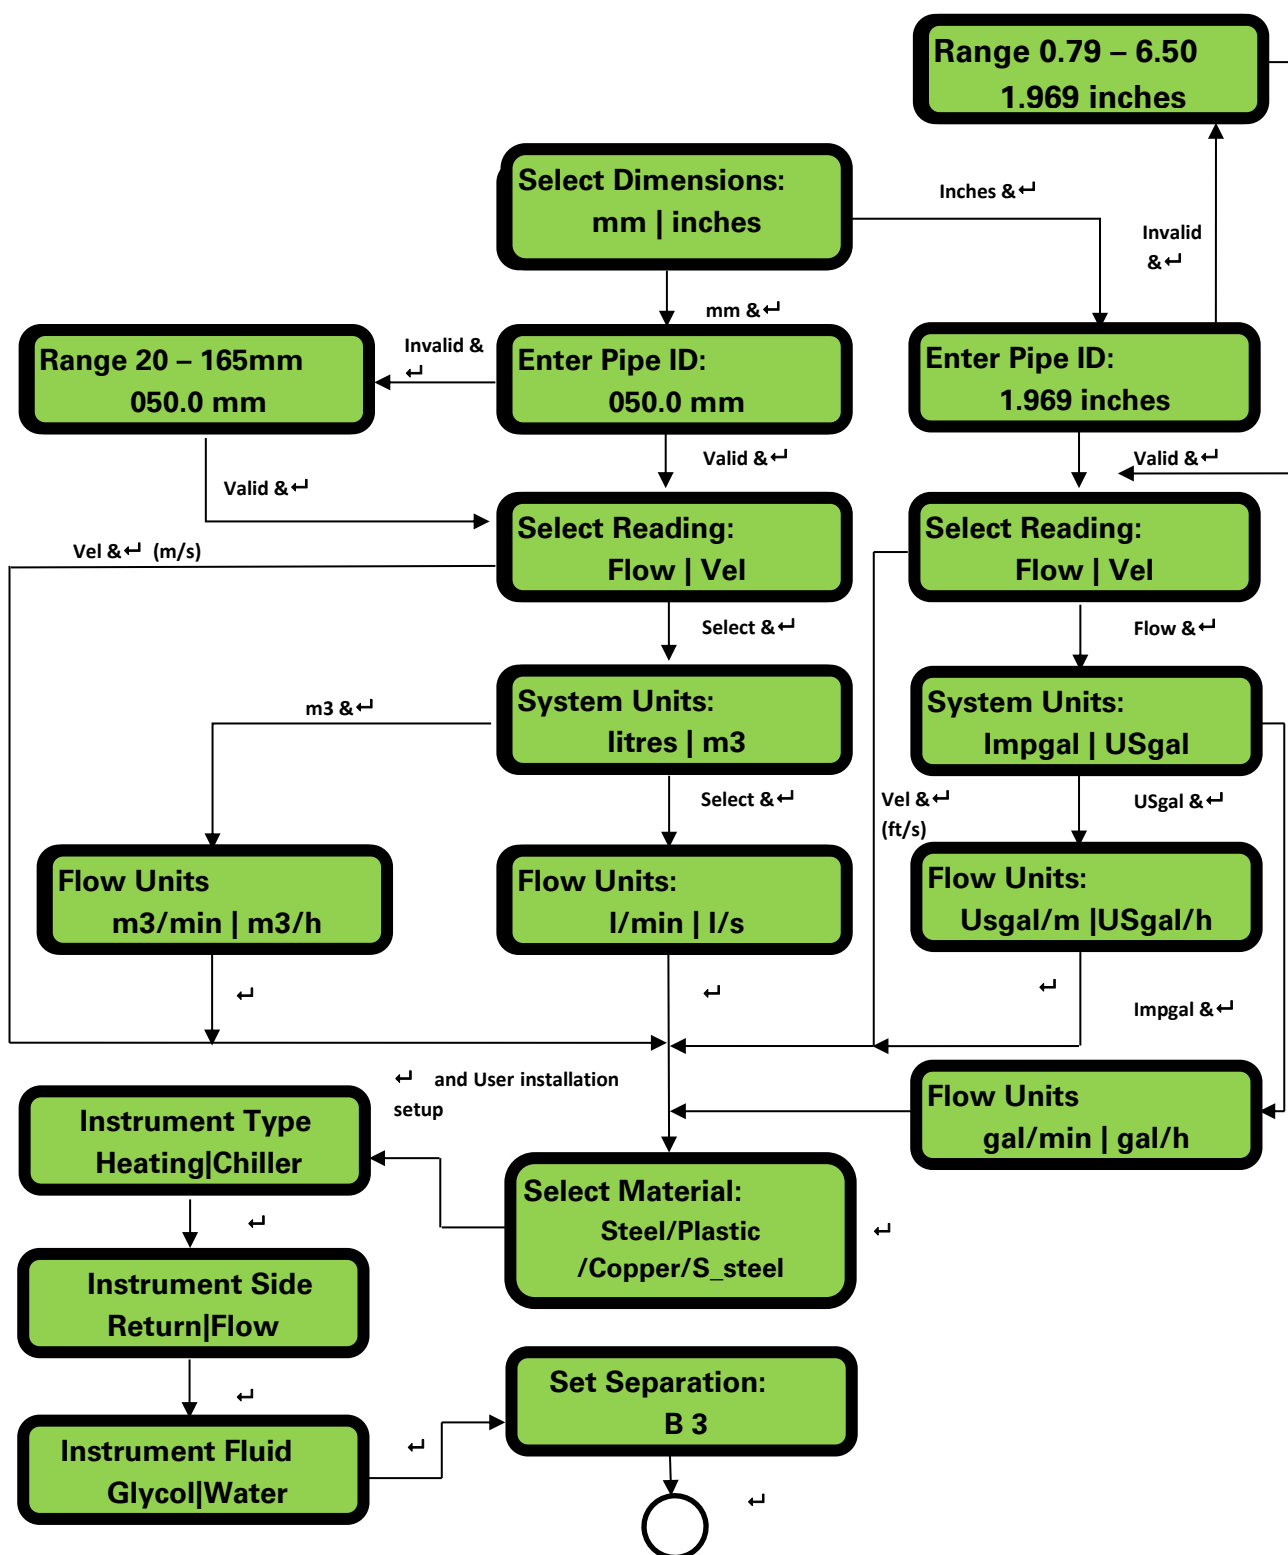 Range 0.79 – 6.50
1.969 inches
Select Dimensions:
mm | inches
Inches &↵
Invalid
&↵
mm &↵
Range 20 – 165mm
050.0 mm
Invalid &
↵
Enter Pipe ID:
050.0 mm
Enter Pipe ID:
1.969 inches
Valid &↵
Valid &↵
Valid &↵
Select Reading:
Flow | Vel
Select Reading:
Flow | Vel
Vel &↵ (m/s)
Select &↵
Flow &↵
m3 &↵
System Units:
litres | m3
System Units:
Impgal | USgal
Select &↵
Vel &↵
(ft/s)
USgal &↵
Flow Units
m3/min | m3/h
Flow Units:
l/min | l/s
Flow Units:
Usgal/m |USgal/h
↵
↵
↵
Impgal &↵
↵ and User installation
setup
Flow Units
gal/min | gal/h
Instrument Type
Heating|Chiller
Select Material:
Steel/Plastic
/Copper/S_steel
↵
↵
Instrument Side
Return|Flow
↵
Set Separation:
B 3
Instrument Fluid
Glycol|Water
↵
↵